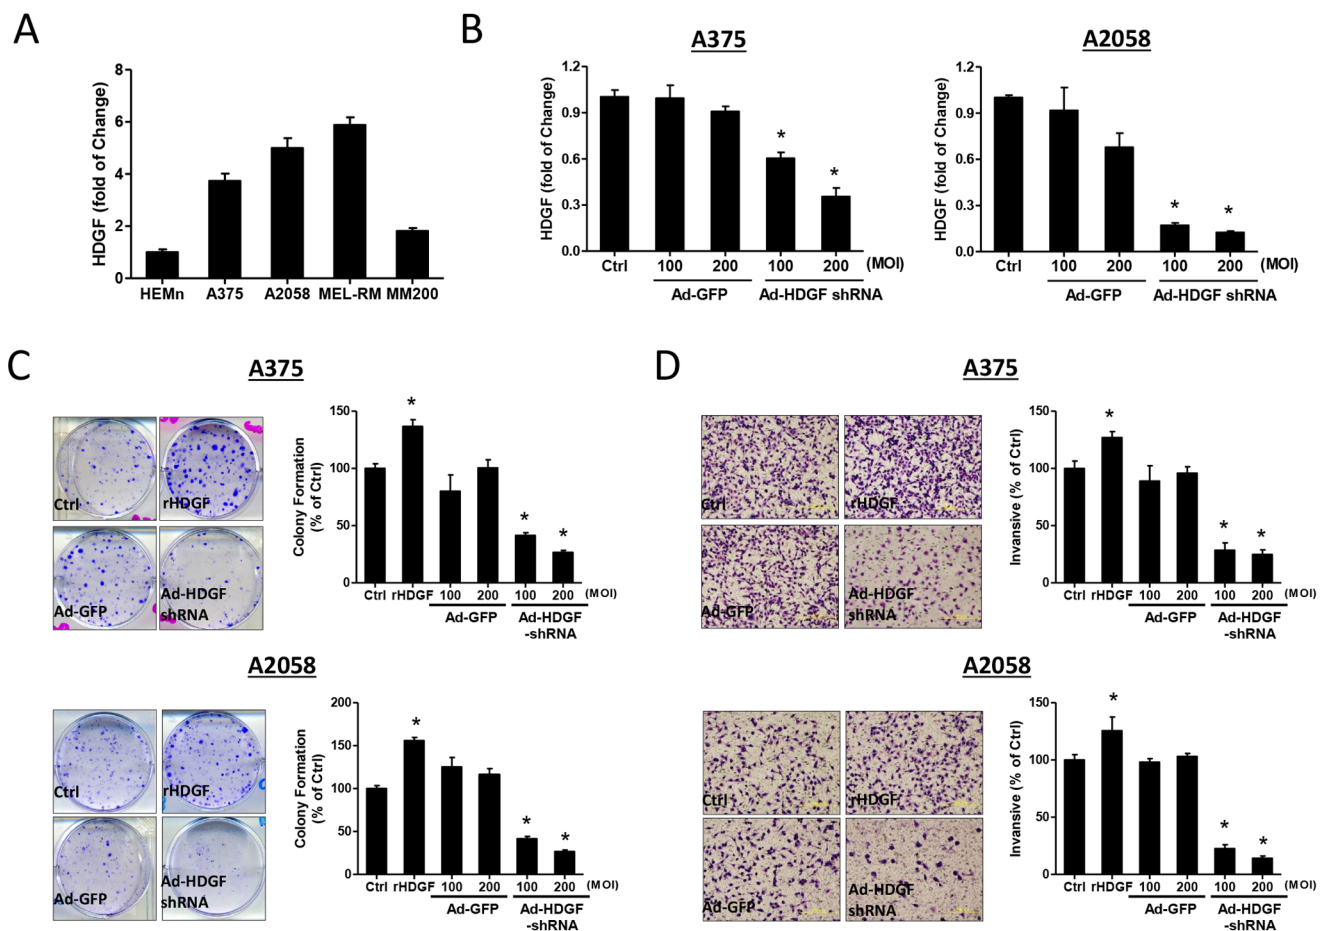 A
HDGF (fold of Change)
8
6
4
2
0
HEMn A375 A2058 MEL-RM MM200
B
A375
HDGF (fold of Change)
1.2
0.9
0.6
0.3
0.0
* *
Ctrl 100 200 100 200 (MOI)
Ad-GFP Ad-HDGF shRNA
A2058
HDGF (fold of Change)
1.2
0.9
0.6
0.3
0.0
* *
Ctrl 100 200 100 200 (MOI)
Ad-GFP Ad-HDGF shRNA
C
A375
Ctrl rHDGF
Ad-GFP Ad-HDGF
shRNA
Colony Formation
(% of Ctrl)
150
100
50
0
* * *
Ctrl rHDGF 100 200 100 200 (MOI)
Ad-GFP Ad-HDGF
-shRNA
A2058
Ctrl rHDGF
Ad-GFP Ad-HDGF
shRNA
Colony Formation
(% of Ctrl)
200
150
100
50
0
* * *
Ctrl rHDGF 100 200 100 200 (MOI)
Ad-GFP Ad-HDGF
-shRNA
D
A375
Ctrl rHDGF
Ad-GFP Ad-HDGF
shRNA
Invansive (% of Ctrl)
150
100
50
0
* * *
Ctrl rHDGF 100 200 100 200 (MOI)
Ad-GFP Ad-HDGF
-shRNA
A2058
Ctrl rHDGF
Ad-GFP Ad-HDGF
shRNA
Invansive (% of Ctrl)
150
100
50
0
* * *
Ctrl rHDGF 100 200 100 200 (MOI)
Ad-GFP Ad-HDGF
-shRNA